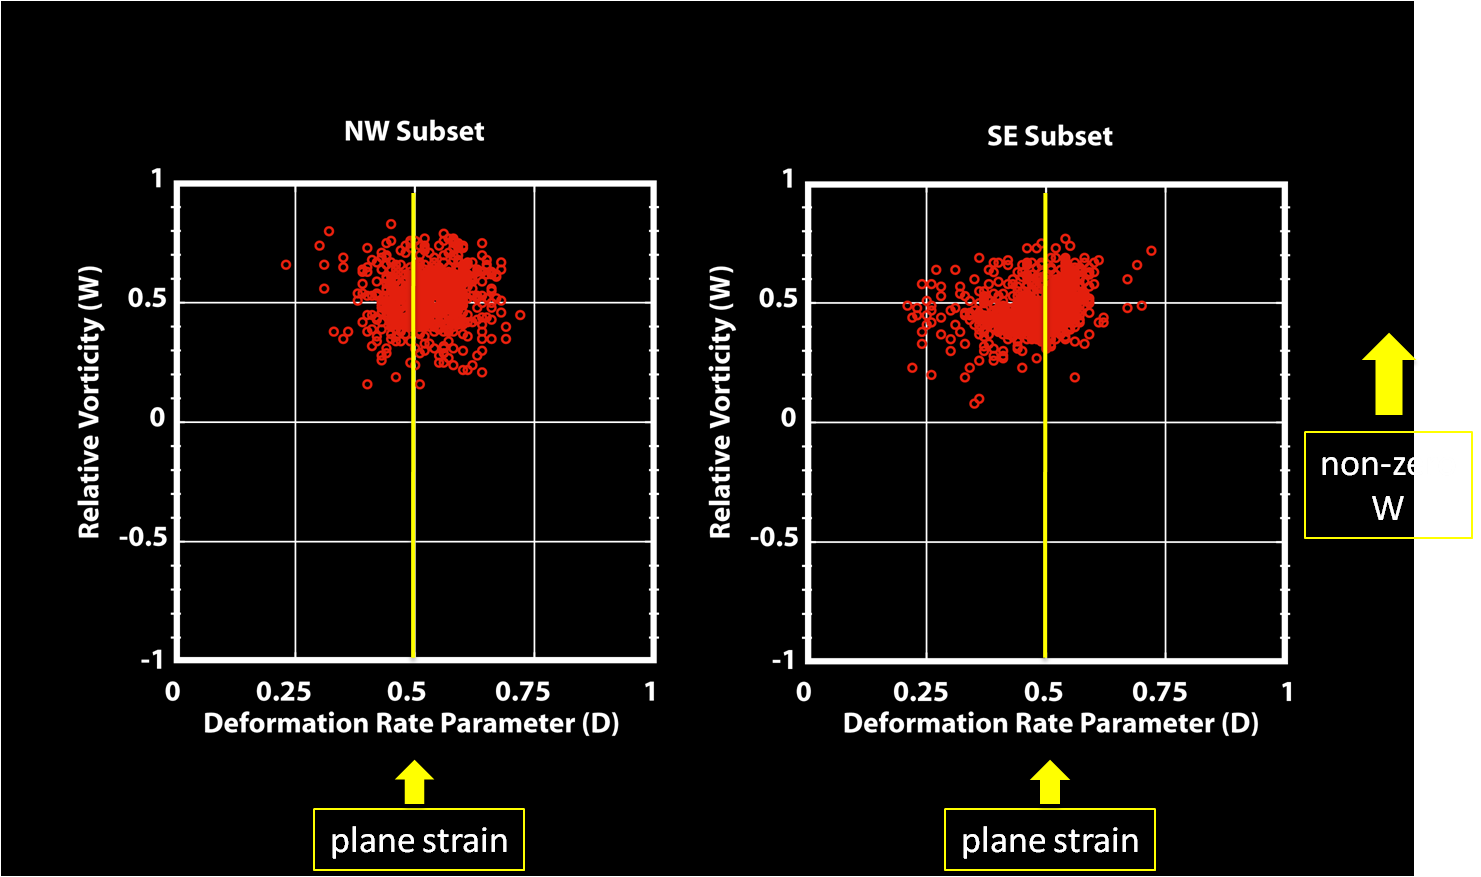 NW Subset
1
0.5
0
-0.5
-1
Relative Vorticity (W)
0 0.25 0.5 0.75 1
Deformation Rate Parameter (D)
plane strain
SE Subset
1
0.5
0
-0.5
-1
Relative Vorticity (W)
0 0.25 0.5 0.75 1
Deformation Rate Parameter (D)
plane strain
non-ze
W